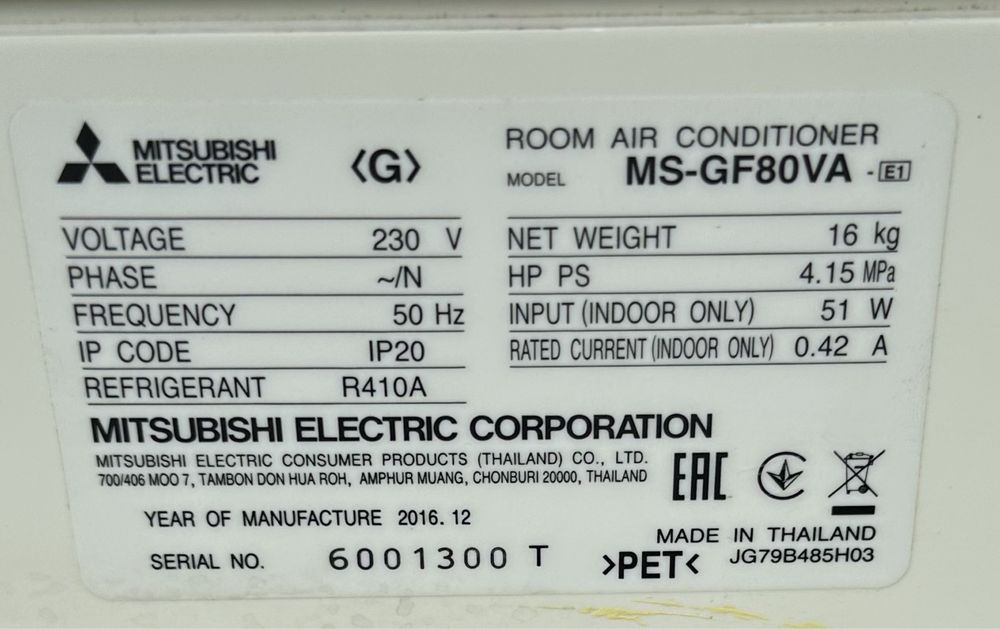 MITSUBISHI
ELECTRIC
〈G〉
ROOM AIR CONDITIONER
MODEL MS-GF80VA - E1
VOLTAGE 230 V
PHASE ~/N
FREQUENCY 50 Hz
IP CODE IP20
REFRIGERANT R410A
NET WEIGHT 16 kg
HP PS 4.15 MPa
INPUT (INDOOR ONLY) 51 W
RATED CURRENT (INDOOR ONLY) 0.42 A
MITSUBISHI ELECTRIC CORPORATION
MITSUBISHI ELECTRIC CONSUMER PRODUCTS (THAILAND) CO., LTD.
700/406 MOO 7, TAMBON DON HUA ROH, AMPHUR MUANG, CHONBURI 20000, THAILAND
EAC
YEAR OF MANUFACTURE 2016.12
SERIAL NO. 6001300 T
MADE IN THAILAND
>PET< JG79B485H03